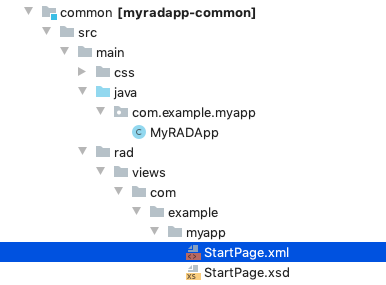 common [myradapp-common]
src
main
css
java
com.example.myapp
C MyRADApp
rad
views
com
example
myapp
StartPage.xml
XS StartPage.xsd